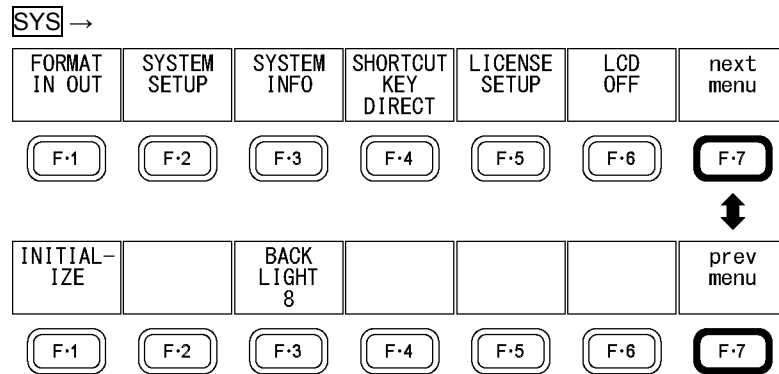 SYS →
FORMAT IN OUT
SYSTEM SETUP
SYSTEM INFO
SHORTCUT KEY DIRECT
LICENSE SETUP
LCD OFF
next menu
F·1
F·2
F·3
F·4
F·5
F·6
F·7
INITIAL-
IZE
BACK LIGHT 8
prev menu
F·1
F·2
F·3
F·4
F·5
F·6
F·7